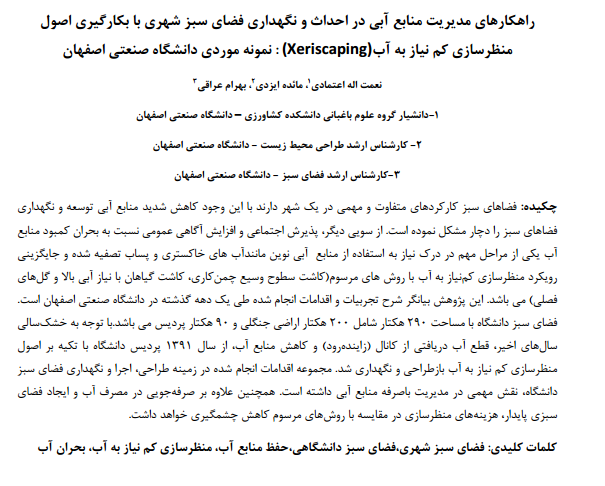 راهکارهای مدیریت منابع آبی در احداث و نگهداری فضای سبز شهری با بکارگیری اصول
منظرسازی کم نیاز به آب(Xeriscaping) : نمونه موردی دانشگاه صنعتی اصفهان
نعمت اله اعتمادی۱، مائده ایزدی۲، بهرام عراقی۳
۱-دانشیار گروه علوم باغبانی دانشکده کشاورزی – دانشگاه صنعتی اصفهان
۲- کارشناس ارشد طراحی محیط زیست - دانشگاه صنعتی اصفهان
۳-کارشناس ارشد فضای سبز - دانشگاه صنعتی اصفهان
چکیده: فضاهای سبز کارکردهای متفاوت و مهمی در یک شهر دارند با این وجود کاهش شدید منابع آبی توسعه و نگهداری
فضاهای سبز را دچار مشکل نموده است. از سویی دیگر، پذیرش اجتماعی و افزایش آگاهی عمومی نسبت به بحران کمبود منابع
آب یکی از مراحل مهم در درک نیاز به استفاده از منابع آبی نوین مانندآب های خاکستری و پساب تصفیه شده و جایگزینی
رویکرد منظرسازی کم‌نیاز به آب با روش های مرسوم(کاشت سطوح وسیع چمن‌کاری، کاشت گیاهان با نیاز آبی بالا و گل‌های
فصلی) می باشد. این پژوهش بیانگر شرح تجربیات و اقدامات انجام شده طی یک دهه گذشته در دانشگاه صنعتی اصفهان است.
فضای سبز دانشگاه با مساحت ۲۹۰ هکتار شامل ۲۰۰ هکتار اراضی جنگلی و ۹۰ هکتار پردیس می باشد.با توجه به خشک‌سالی
سال‌های اخیر، قطع آب دریافتی از کانال (زاینده‌رود) و کاهش منابع آب، از سال ۱۳۹۱ پردیس دانشگاه با تکیه بر اصول
منظرسازی کم نیاز به آب بازطراحی و نگهداری شد. مجموعه اقدامات انجام شده در زمینه طراحی، اجرا و نگهداری فضای سبز
دانشگاه، نقش مهمی در مدیریت باصرفه منابع آبی داشته است. همچنین علاوه بر صرفه‌جویی در مصرف آب و ایجاد فضای
سبزی پایدار، هزینه‌های منظرسازی در مقایسه با روش‌های مرسوم کاهش چشمگیری خواهد داشت.
کلمات کلیدی: فضای سبز شهری،فضای سبز دانشگاهی،حفظ منابع آب، منظرسازی کم نیاز به آب، بحران آب